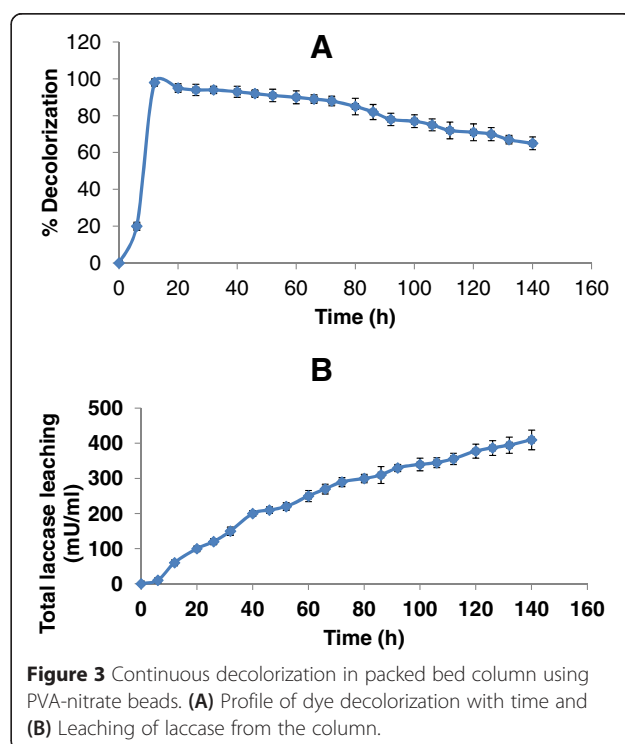 A
120
100
80
60
40
20
0
% Decolorization
0 20 40 60 80 100 120 140 160
Time (h)
B
500
400
300
200
100
0
Total laccase leaching
(mU/ml)
0 20 40 60 80 100 120 140 160
Time (h)
Figure 3 Continuous decolorization in packed bed column using
PVA-nitrate beads. (A) Profile of dye decolorization with time and
(B) Leaching of laccase from the column.